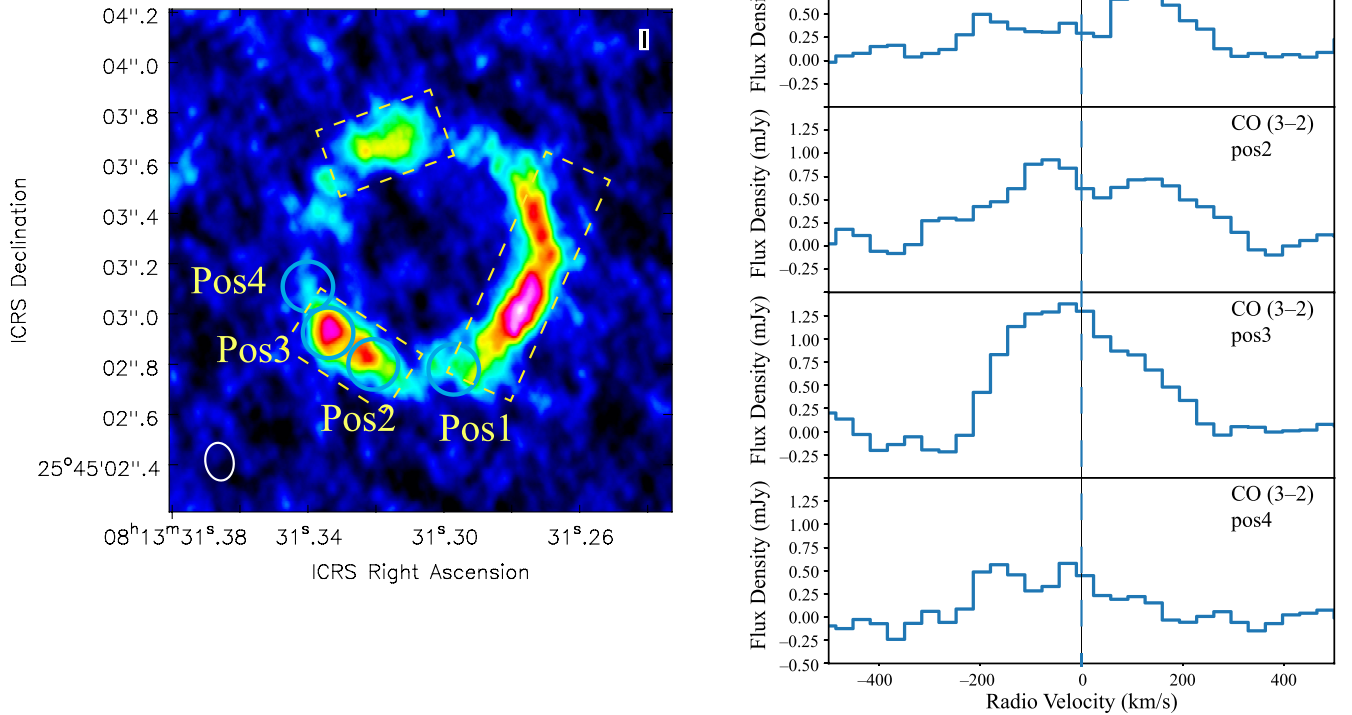 04".2
04".0
03".8
03".6
03".4
03".2
03".0
02".8
02".6
25°45'02".4
ICRS Declination
I
Pos4
Pos3
Pos2
Pos1
08ʰ13ᵐ31ˢ.38
31ˢ.34
31ˢ.30
31ˢ.26
ICRS Right Ascension
0.50
0.25
0.00
−0.25
CO (3–2)
pos2
Flux Density (mJy)
1.25
1.00
0.75
0.50
0.25
0.00
−0.25
CO (3–2)
pos3
Flux Density (mJy)
1.25
1.00
0.75
0.50
0.25
0.00
−0.25
CO (3–2)
pos4
Flux Density (mJy)
1.25
1.00
0.75
0.50
0.25
0.00
−0.25
−0.50
−400
−200
0
200
400
Radio Velocity (km/s)